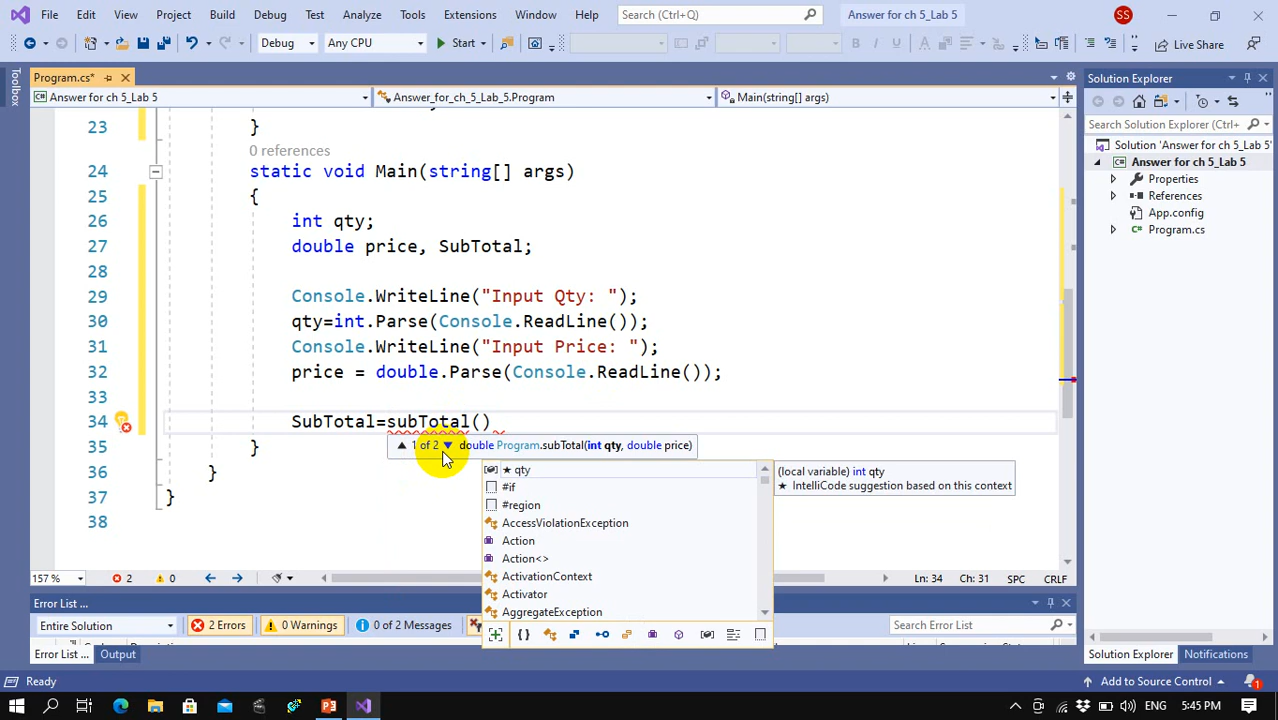 File Edit View Project Build Debug Test Analyze Tools Extensions Window Help Search (Ctrl+Q) Answer for ch 5_Lab 5 SS
Debug Any CPU Start Live Share
Toolbox
Program.cs*
Answer for ch 5_Lab 5 Answer_for_ch_5_Lab_5.Program Main(string[] args)
23 }
0 references
24 static void Main(string[] args)
25 {
26 int qty;
27 double price, SubTotal;
28
29 Console.WriteLine("Input Qty: ");
30 qty=int.Parse(Console.ReadLine());
31 Console.WriteLine("Input Price: ");
32 price = double.Parse(Console.ReadLine());
33
34 SubTotal=subTotal()
35 }
1 of 2 double Program.subTotal(int qty, double price)
36 }
37 }
38
★ qty
#if
#region
AccessViolationException
Action
Action<>
ActivationContext
Activator
AggregateException
(local variable) int qty
★ IntelliCode suggestion based on this context
157 % 2 0 Ln: 34 Ch: 31 SPC CRLF
Error List ...
Entire Solution 2 Errors 0 Warnings 0 of 2 Messages Search Error List
Error List ... Output
Solution Explorer
Search Solution Explorer (Ctrl+
Solution 'Answer for ch 5_Lab 5'
Answer for ch 5_Lab 5
Properties
References
App.config
Program.cs
Solution Explorer Notifications
Ready Add to Source Control 1
ENG 5:45 PM